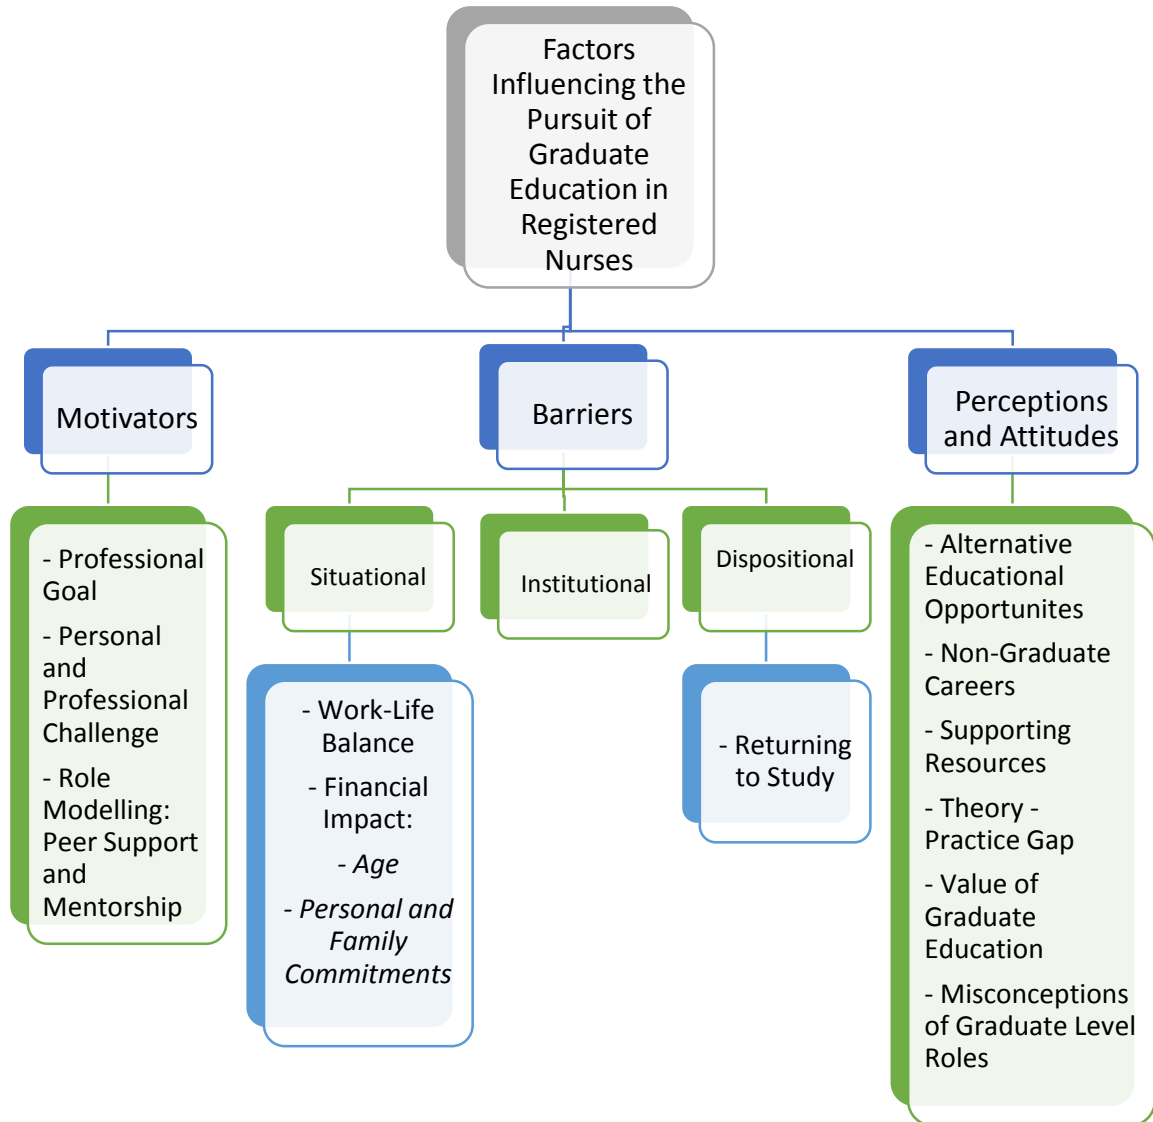 Factors
Influencing the
Pursuit of
Graduate
Education in
Registered
Nurses
Motivators
Barriers
Perceptions
and Attitudes
- Professional
Goal
- Personal
and
Professional
Challenge
- Role
Modelling:
Peer Support
and
Mentorship
Situational
Institutional
Dispositional
- Work-Life
Balance
- Financial
Impact:
- Age
- Personal and
Family
Commitments
- Returning
to Study
- Alternative
Educational
Opportunites
- Non-Graduate
Careers
- Supporting
Resources
- Theory -
Practice Gap
- Value of
Graduate
Education
- Misconceptions
of Graduate Level
Roles